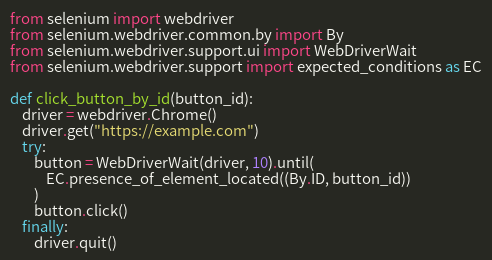 from selenium import webdriver
from selenium.webdriver.common.by import By
from selenium.webdriver.support.ui import WebDriverWait
from selenium.webdriver.support import expected_conditions as EC

def click_button_by_id(button_id):
    driver = webdriver.Chrome()
    driver.get("https://example.com")
    try:
        button = WebDriverWait(driver, 10).until(
            EC.presence_of_element_located((By.ID, button_id))
        )
        button.click()
    finally:
        driver.quit()